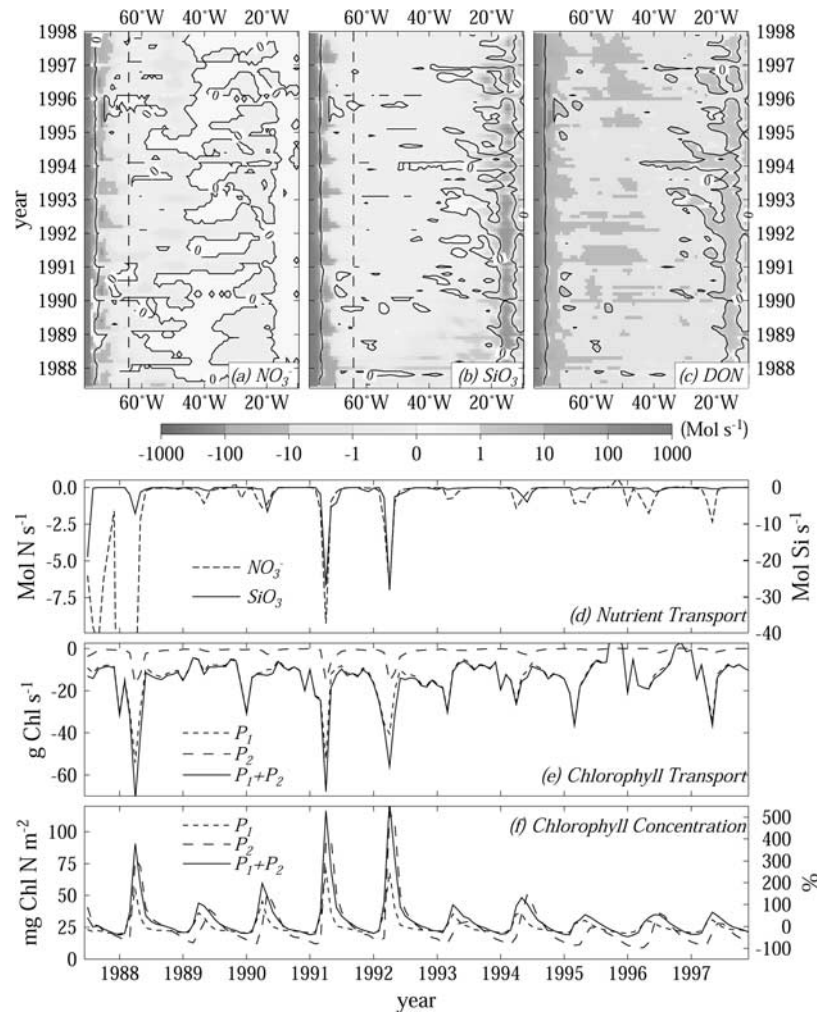 60°W 40°W 20°W 60°W 40°W 20°W 60°W 40°W 20°W
1998 1998
1997 1997
1996 1996
1995 1995
1994 1994
1993 1993
1992 1992
1991 1991
1990 1990
1989 1989
1988 1988
year
(a) NO₃⁻ (b) SiO₃ (c) DON
60°W 40°W 20°W 60°W 40°W 20°W 60°W 40°W 20°W
(Mol s⁻¹)
-1000 -100 -10 -1 0 1 10 100 1000
0.0 0
-2.5 -10
-5.0 -20
-7.5 -30
-40
Mol N s⁻¹
Mol Si s⁻¹
NO₃⁻
SiO₃
(d) Nutrient Transport
0
-20
-40
-60
g Chl s⁻¹
P₁
P₂
P₁+P₂
(e) Chlorophyll Transport
100 500
75 400
50 300
25 200
0 100
0
-100
mg Chl N m⁻²
%
P₁
P₂
P₁+P₂
(f) Chlorophyll Concentration
1988 1989 1990 1991 1992 1993 1994 1995 1996 1997
year